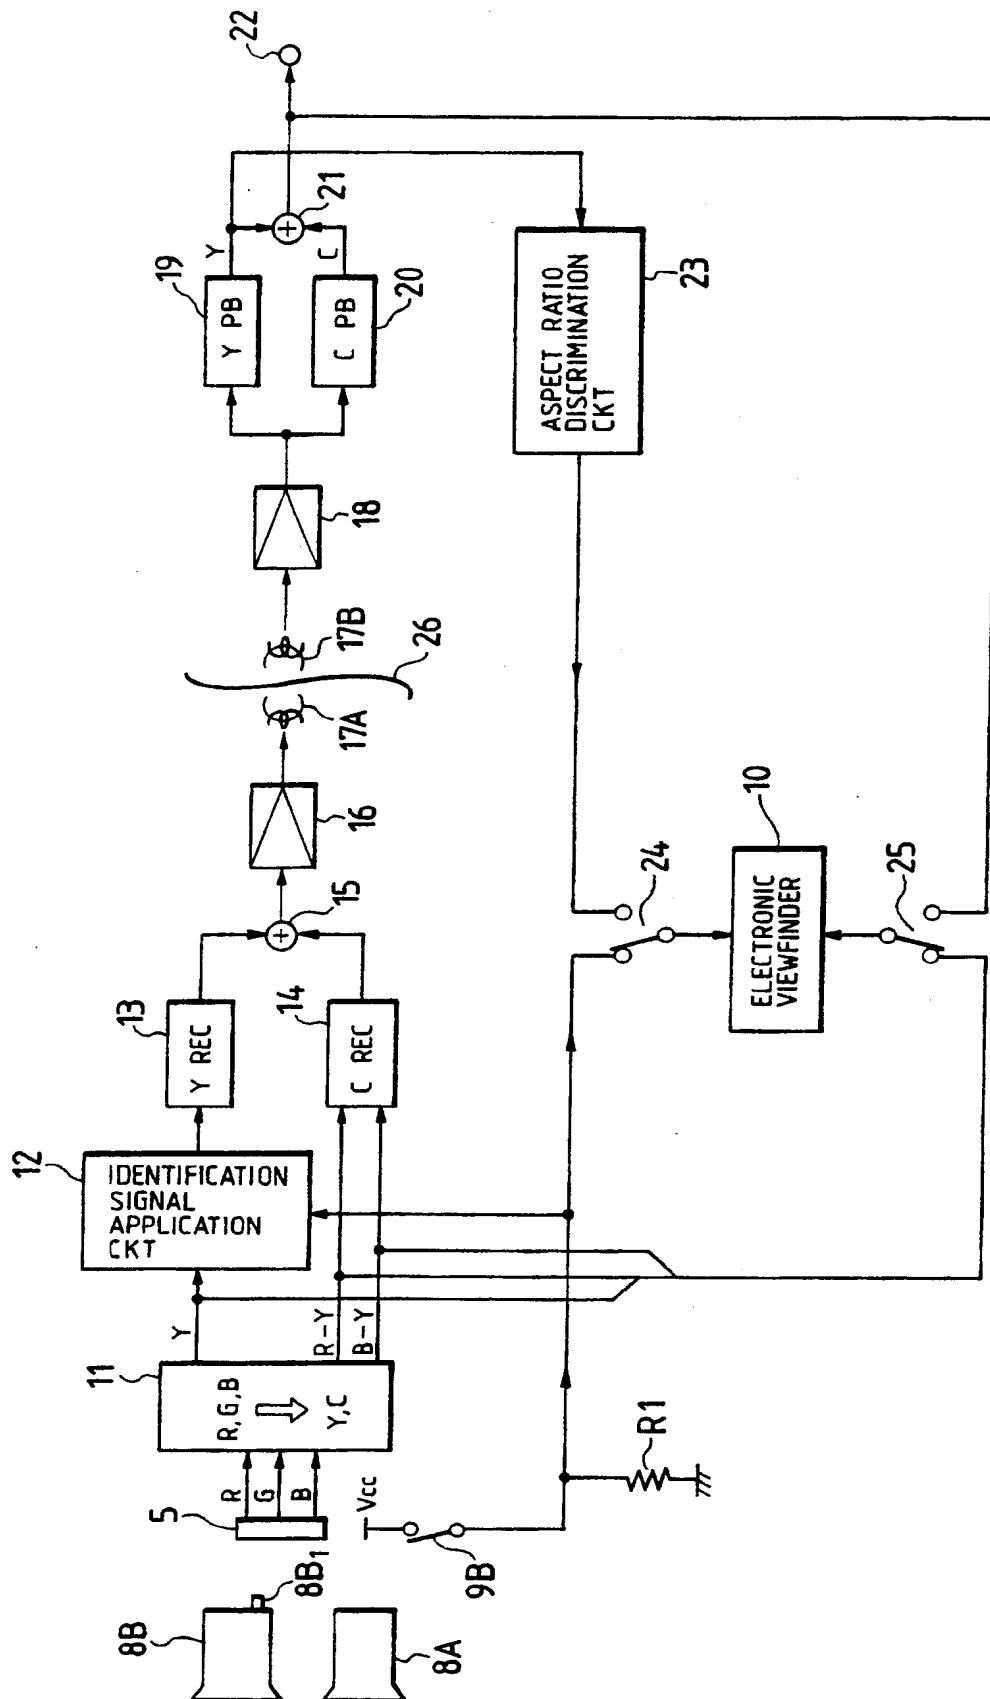 8B
8B1
8A
5
R
G
B
Vcc
9B
R1
11
R,G,B
Y,C
Y
R-Y
B-Y
12
IDENTIFICATION
SIGNAL
APPLICATION
CKT
13
Y REC
14
C REC
15
16
17A
17B
26
18
19
Y PB
20
C PB
Y
C
21
22
ASPECT RATIO
DISCRIMINATION
CKT
23
24
10
ELECTRONIC
VIEWFINDER
25